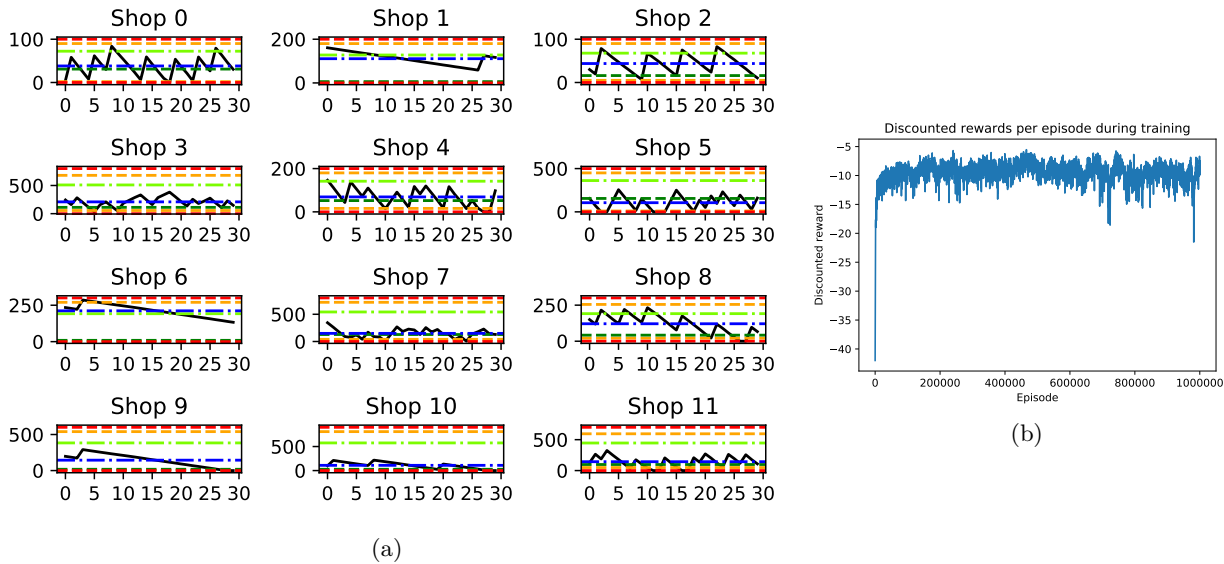 Shop 0
Shop 1
Shop 2
100
0
0 5 10 15 20 25 30
200
0
0 5 10 15 20 25 30
100
0
0 5 10 15 20 25 30
Shop 3
Shop 4
Shop 5
500
0
0 5 10 15 20 25 30
200
0
0 5 10 15 20 25 30
500
0
0 5 10 15 20 25 30
Shop 6
Shop 7
Shop 8
250
0
0 5 10 15 20 25 30
500
0
0 5 10 15 20 25 30
250
0
0 5 10 15 20 25 30
Shop 9
Shop 10
Shop 11
500
0
0 5 10 15 20 25 30
500
0
0 5 10 15 20 25 30
500
0
0 5 10 15 20 25 30
(a)
Discounted rewards per episode during training
Discounted reward
−5
−10
−15
−20
−25
−30
−35
−40
0 200000 400000 600000 800000 1000000
Episode
(b)